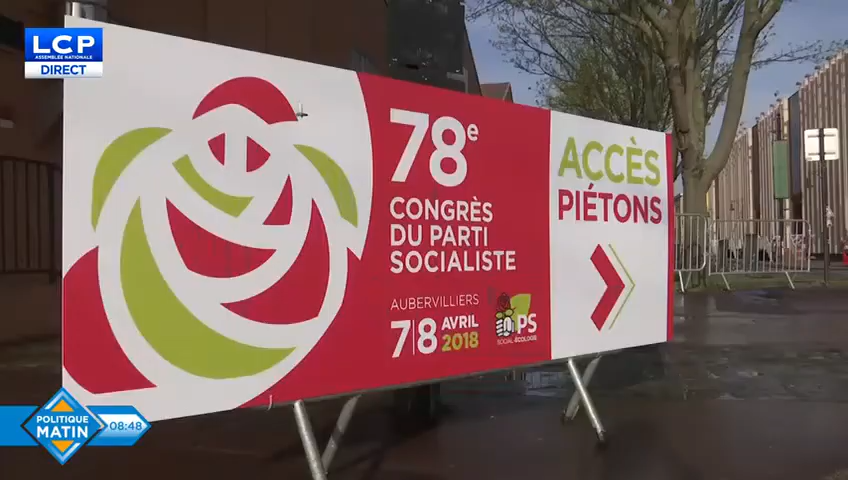 LCP
ASSEMBLÉE NATIONALE
DIRECT
78e
CONGRÈS
DU PARTI
SOCIALISTE
AUBERVILLIERS
7|8 AVRIL
2018
PS
SOCIAL-ÉCOLOGIE
ACCÈS
PIÉTONS
POLITIQUE
MATIN
08:48